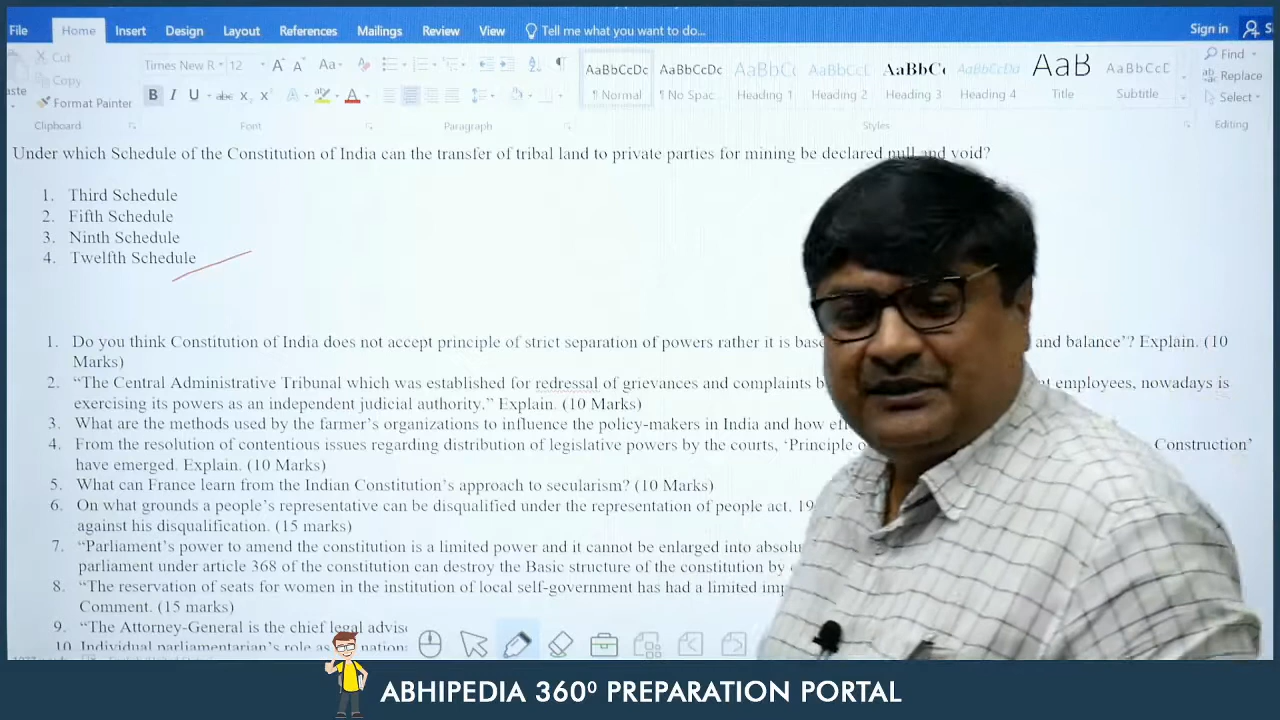 File Home Insert Design Layout References Mailings Review View Tell me what you want to do... Sign in
Cut Times New R 12 Aa AaBbCcDc AaBbCcDc AaBbC AaBbCcD AaBbCc AaBbCcDa AaB AaBbCcD Find
Copy Replace
aste Format Painter B I U abc ¶ Normal ¶ No Spac... Heading 1 Heading 2 Heading 3 Heading 4 Title Subtitle Select
Clipboard Font Paragraph Styles Editing
Under which Schedule of the Constitution of India can the transfer of tribal land to private parties for mining be declared null and void?
1. Third Schedule
2. Fifth Schedule
3. Ninth Schedule
4. Twelfth Schedule
1. Do you think Constitution of India does not accept principle of strict separation of powers rather it is base and balance’? Explain. (10
Marks)
2. “The Central Administrative Tribunal which was established for redressal of grievances and complaints b employees, nowadays is
exercising its powers as an independent judicial authority.” Explain. (10 Marks)
3. What are the methods used by the farmer’s organizations to influence the policy-makers in India and how eff
4. From the resolution of contentious issues regarding distribution of legislative powers by the courts, ‘Principle o Construction’
have emerged. Explain. (10 Marks)
5. What can France learn from the Indian Constitution’s approach to secularism? (10 Marks)
6. On what grounds a people’s representative can be disqualified under the representation of people act, 19
against his disqualification. (15 marks)
7. “Parliament’s power to amend the constitution is a limited power and it cannot be enlarged into absolu
parliament under article 368 of the constitution can destroy the Basic structure of the constitution by
8. “The reservation of seats for women in the institution of local self-government has had a limited imp
Comment. (15 marks)
9. “The Attorney-General is the chief legal advise
10. Individual parliamentarian’s role as nation
ABHIPEDIA 360⁰ PREPARATION PORTAL